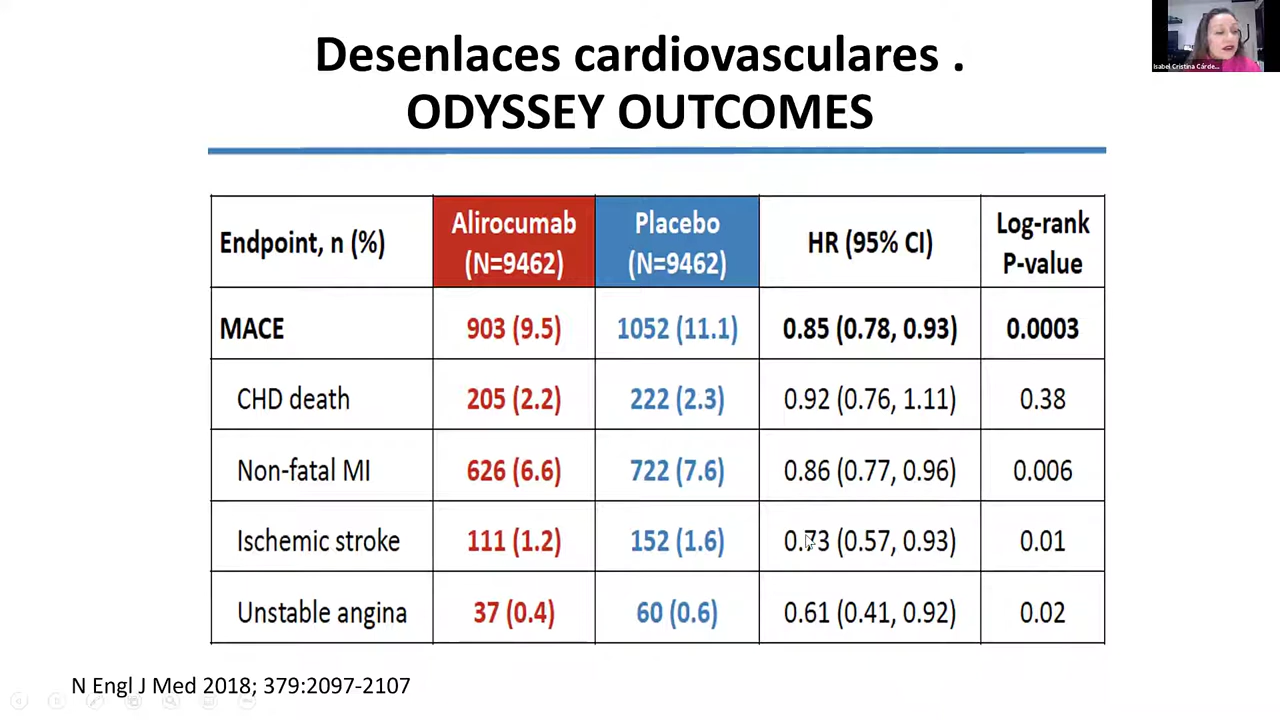 Desenlaces cardiovasculares .
ODYSSEY OUTCOMES
Isabel Cristina Cárde...
Endpoint, n (%) Alirocumab (N=9462) Placebo (N=9462) HR (95% CI) Log-rank P-value
MACE 903 (9.5) 1052 (11.1) 0.85 (0.78, 0.93) 0.0003
CHD death 205 (2.2) 222 (2.3) 0.92 (0.76, 1.11) 0.38
Non-fatal MI 626 (6.6) 722 (7.6) 0.86 (0.77, 0.96) 0.006
Ischemic stroke 111 (1.2) 152 (1.6) 0.73 (0.57, 0.93) 0.01
Unstable angina 37 (0.4) 60 (0.6) 0.61 (0.41, 0.92) 0.02
N Engl J Med 2018; 379:2097-2107